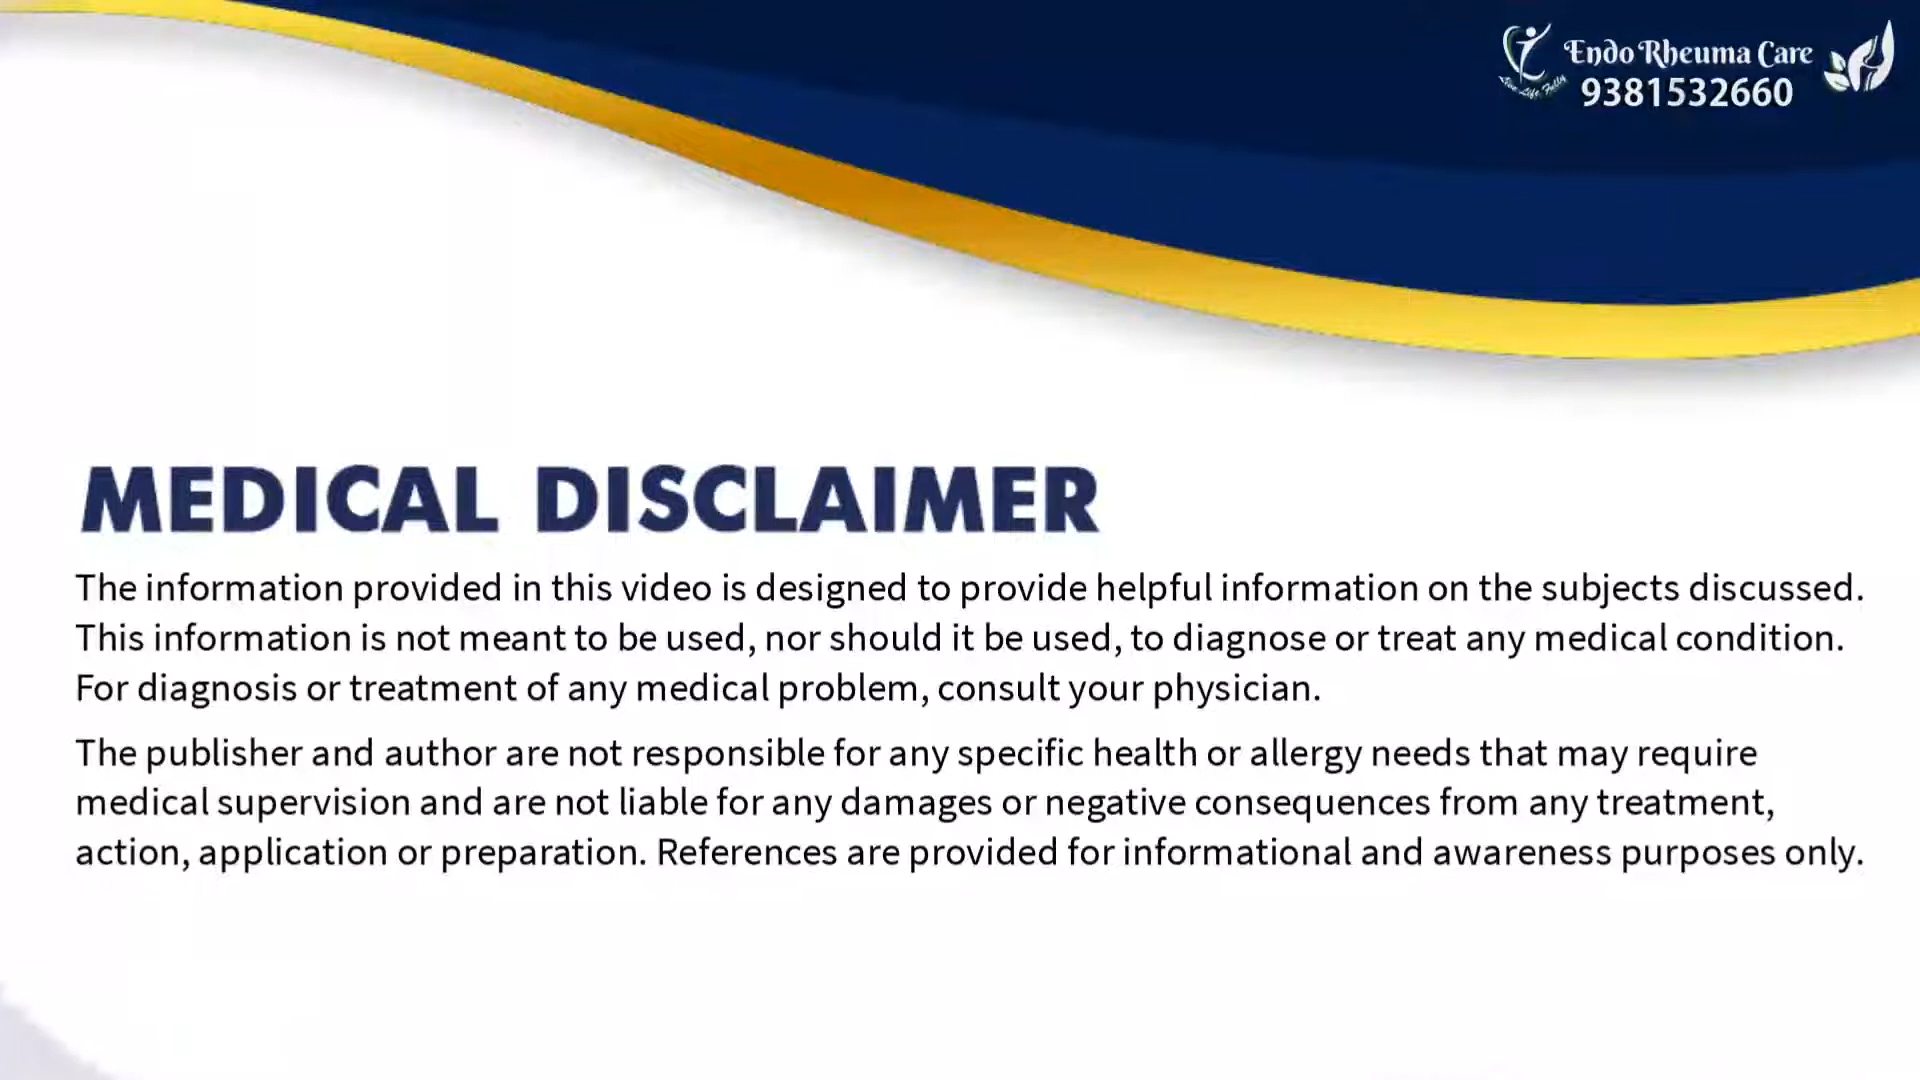 Endo Rheuma Care
9381532660
MEDICAL DISCLAIMER
The information provided in this video is designed to provide helpful information on the subjects discussed.
This information is not meant to be used, nor should it be used, to diagnose or treat any medical condition.
For diagnosis or treatment of any medical problem, consult your physician.
The publisher and author are not responsible for any specific health or allergy needs that may require
medical supervision and are not liable for any damages or negative consequences from any treatment,
action, application or preparation. References are provided for informational and awareness purposes only.